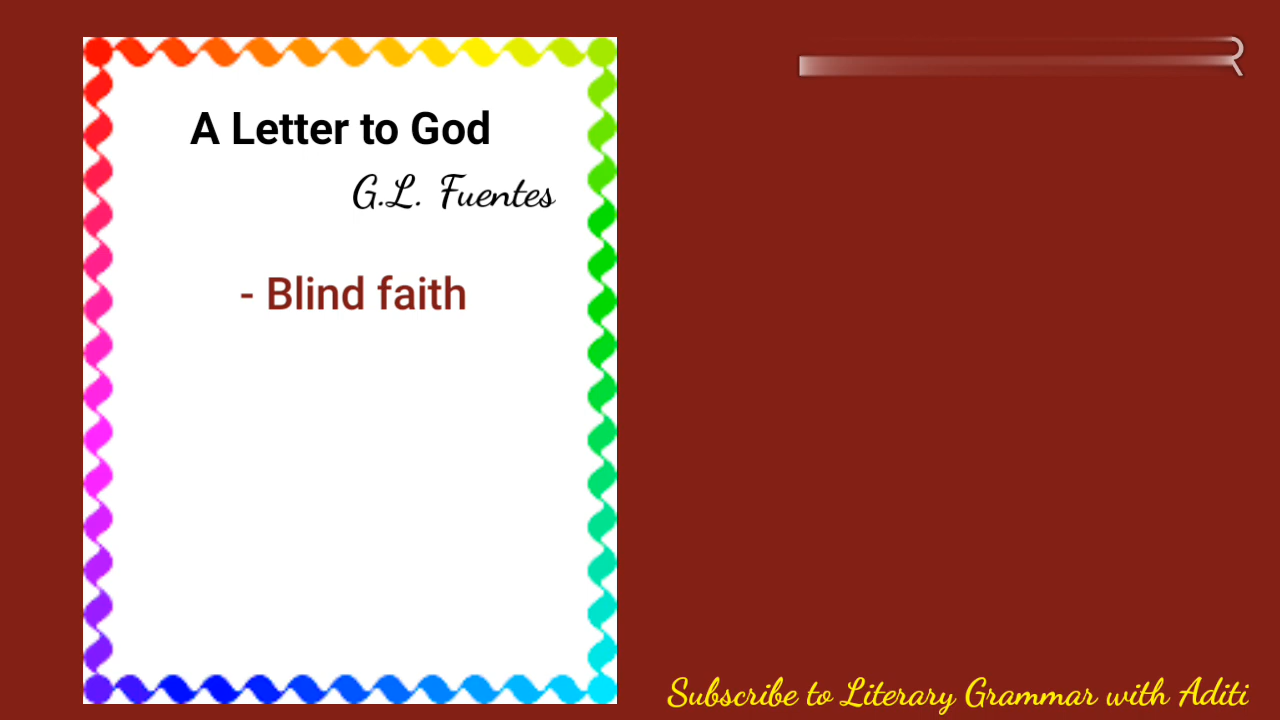 A Letter to God
G.L. Fuentes
- Blind faith
Subscribe to Literary Grammar with Aditi